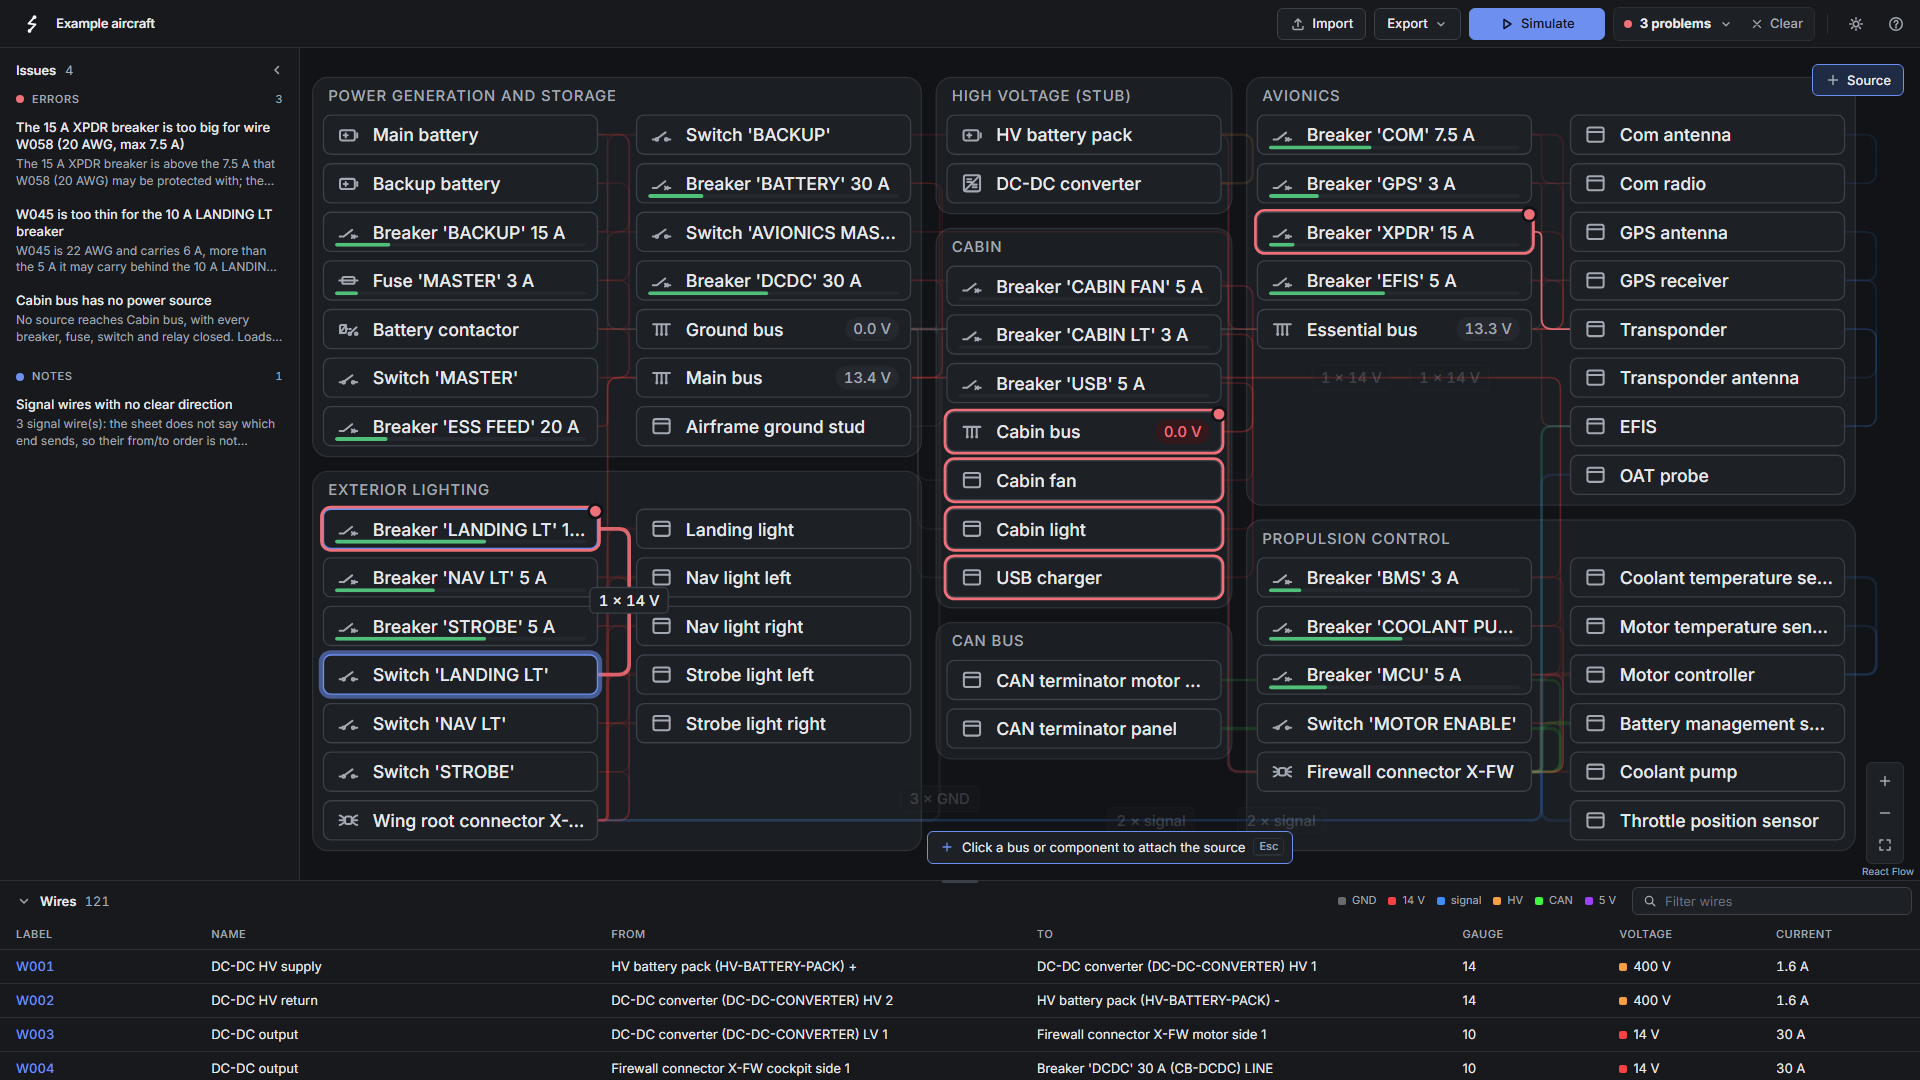 Example aircraft
Import
Export
Simulate
3 problems
Clear
Issues 4
ERRORS 3
The 15 A XPDR breaker is too big for wire
W058 (20 AWG, max 7.5 A)
The 15 A XPDR breaker is above the 7.5 A that
W058 (20 AWG) may be protected with; the...
W045 is too thin for the 10 A LANDING LT
breaker
W045 is 22 AWG and carries 6 A, more than
the 5 A it may carry behind the 10 A LANDIN...
Cabin bus has no power source
No source reaches Cabin bus, with every
breaker, fuse, switch and relay closed. Loads...
NOTES 1
Signal wires with no clear direction
3 signal wire(s): the sheet does not say which
end sends, so their from/to order is not...
Source
POWER GENERATION AND STORAGE
Main battery
Backup battery
Breaker 'BACKUP' 15 A
Fuse 'MASTER' 3 A
Battery contactor
Switch 'MASTER'
Breaker 'ESS FEED' 20 A
Switch 'BACKUP'
Breaker 'BATTERY' 30 A
Switch 'AVIONICS MAS...
Breaker 'DCDC' 30 A
Ground bus 0.0 V
Main bus 13.4 V
Airframe ground stud
EXTERIOR LIGHTING
Breaker 'LANDING LT' 1...
Breaker 'NAV LT' 5 A
Breaker 'STROBE' 5 A
Switch 'LANDING LT'
Switch 'NAV LT'
Switch 'STROBE'
Wing root connector X-...
1 × 14 V
Landing light
Nav light left
Nav light right
Strobe light left
Strobe light right
HIGH VOLTAGE (STUB)
HV battery pack
DC-DC converter
CABIN
Breaker 'CABIN FAN' 5 A
Breaker 'CABIN LT' 3 A
Breaker 'USB' 5 A
Cabin bus 0.0 V
Cabin fan
Cabin light
USB charger
CAN BUS
CAN terminator motor ...
CAN terminator panel
AVIONICS
Breaker 'COM' 7.5 A
Breaker 'GPS' 3 A
Breaker 'XPDR' 15 A
Breaker 'EFIS' 5 A
Essential bus 13.3 V
1 × 14 V
1 × 14 V
Com antenna
Com radio
GPS antenna
GPS receiver
Transponder
Transponder antenna
EFIS
OAT probe
PROPULSION CONTROL
Breaker 'BMS' 3 A
Breaker 'COOLANT PU...
Breaker 'MCU' 5 A
Switch 'MOTOR ENABLE'
Firewall connector X-FW
Coolant temperature se...
Motor temperature sen...
Motor controller
Battery management s...
Coolant pump
Throttle position sensor
3 × GND
2 × signal
2 × signal
Click a bus or component to attach the source Esc
React Flow
Wires 121
GND 14 V signal HV CAN 5 V
Filter wires
LABEL NAME FROM TO GAUGE VOLTAGE CURRENT
W001 DC-DC HV supply HV battery pack (HV-BATTERY-PACK) + DC-DC converter (DC-DC-CONVERTER) HV 1 14 400 V 1.6 A
W002 DC-DC HV return DC-DC converter (DC-DC-CONVERTER) HV 2 HV battery pack (HV-BATTERY-PACK) - 14 400 V 1.6 A
W003 DC-DC output DC-DC converter (DC-DC-CONVERTER) LV 1 Firewall connector X-FW motor side 1 10 14 V 30 A
W004 DC-DC output Firewall connector X-FW cockpit side 1 Breaker 'DCDC' 30 A (CB-DCDC) LINE 10 14 V 30 A